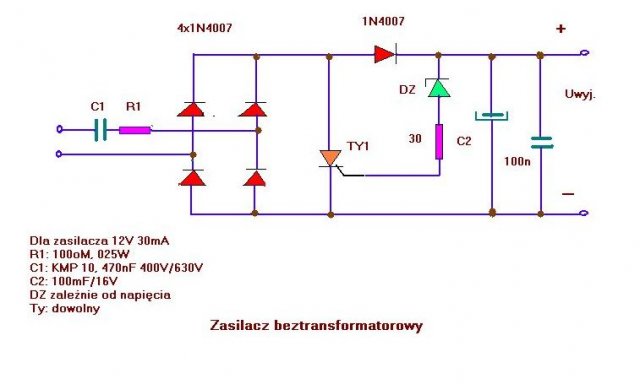 4x1N4007
1N4007
+
C1
R1
DZ
Uwyj.
TY1
30
C2
100n
–
Dla zasilacza 12V 30mA
R1: 100oM, 025W
C1: KMP 10, 470nF 400V/630V
C2: 100mF/16V
DZ zależnie od napięcia
Ty: dowolny
Zasilacz beztransformatorowy